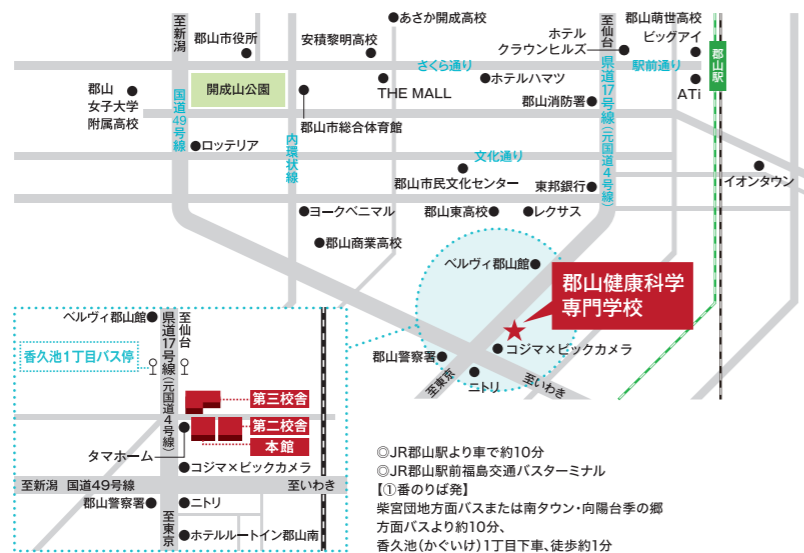 至新潟
郡山市役所
安積黎明高校
あさか開成高校
ホテル
クラウンヒルズ
至仙台
郡山萌世高校
ビッグアイ
郡山駅
さくら通り
駅前通り
郡山
女子大学
附属高校
開成山公園
THE MALL
ホテルハマツ
ATi
国道49号線
郡山市総合体育館
郡山消防署
県道17号線(元国道4号線)
ロッテリア
内環状線
文化通り
郡山市民文化センター
東邦銀行
イオンタウン
ヨークベニマル
郡山東高校
レクサス
郡山商業高校
ベルヴィ郡山館
郡山健康科学
専門学校
コジマ×ビックカメラ
郡山警察署
ニトリ
至東京
至いわき
ベルヴィ郡山館
至仙台
県道17号線(元国道4号線)
香久池1丁目バス停
第三校舎
第二校舎
本館
タマホーム
コジマ×ビックカメラ
至新潟 国道49号線
至いわき
郡山警察署
ニトリ
至東京
ホテルルートイン郡山南
◎JR郡山駅より車で約10分
◎JR郡山駅前福島交通バスターミナル
【①番のりば発】
柴宮団地方面バスまたは南タウン・向陽台季の郷
方面バスより約10分、
香久池(かぐいけ)1丁目下車、徒歩約1分